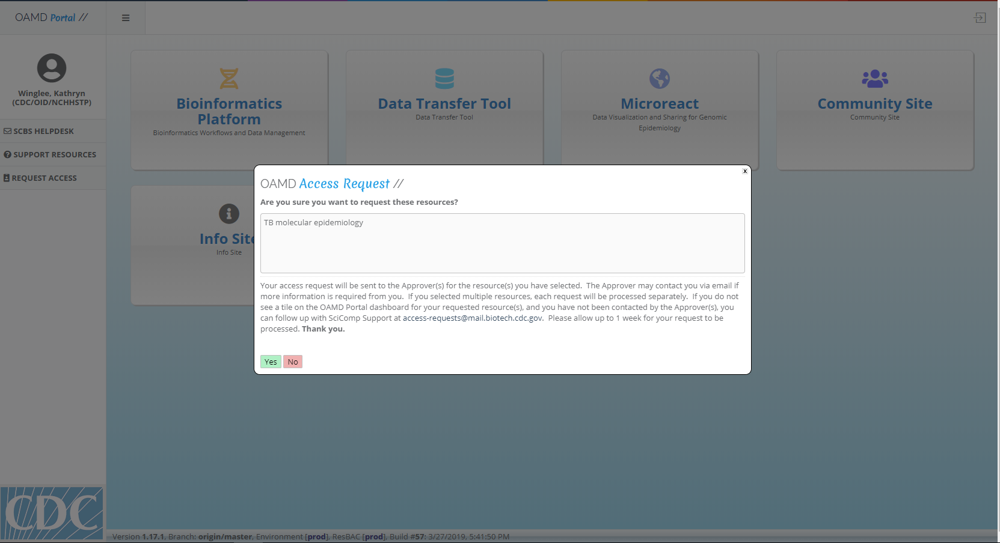 OAMD Portal //
Winglee, Kathryn
(CDC/OID/NCHHSTP)
SCBS HELPDESK
SUPPORT RESOURCES
REQUEST ACCESS
CDC
Bioinformatics
Platform
Bioinformatics Workflows and Data Management
Data Transfer Tool
Data Transfer Tool
Microreact
Data Visualization and Sharing for Genomic
Epidemiology
Community Site
Community Site
Info Site
Info Site
x
OAMD Access Request //
Are you sure you want to request these resources?
TB molecular epidemiology
Your access request will be sent to the Approver(s) for the resource(s) you have selected.  The Approver may contact you via email if
more information is required from you.  If you selected multiple resources, each request will be processed separately.  If you do not
see a tile on the OAMD Portal dashboard for your requested resource(s), and you have not been contacted by the Approver(s), you
can follow up with SciComp Support at access-requests@mail.biotech.cdc.gov.  Please allow up to 1 week for your request to be
processed. Thank you.
Yes No
Version 1.17.1, Branch: origin/master, Environment [prod], ResBAC [prod], Build #57: 3/27/2019, 5:41:50 PM